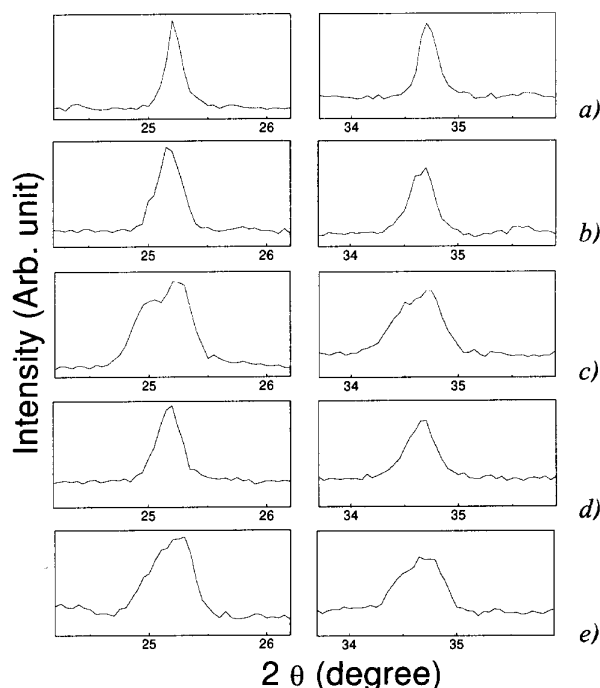 25 26 34 35 a)
25 26 34 35 b)
25 26 34 35 c)
25 26 34 35 d)
25 26 34 35 e)
Intensity (Arb. unit)
2 θ (degree)